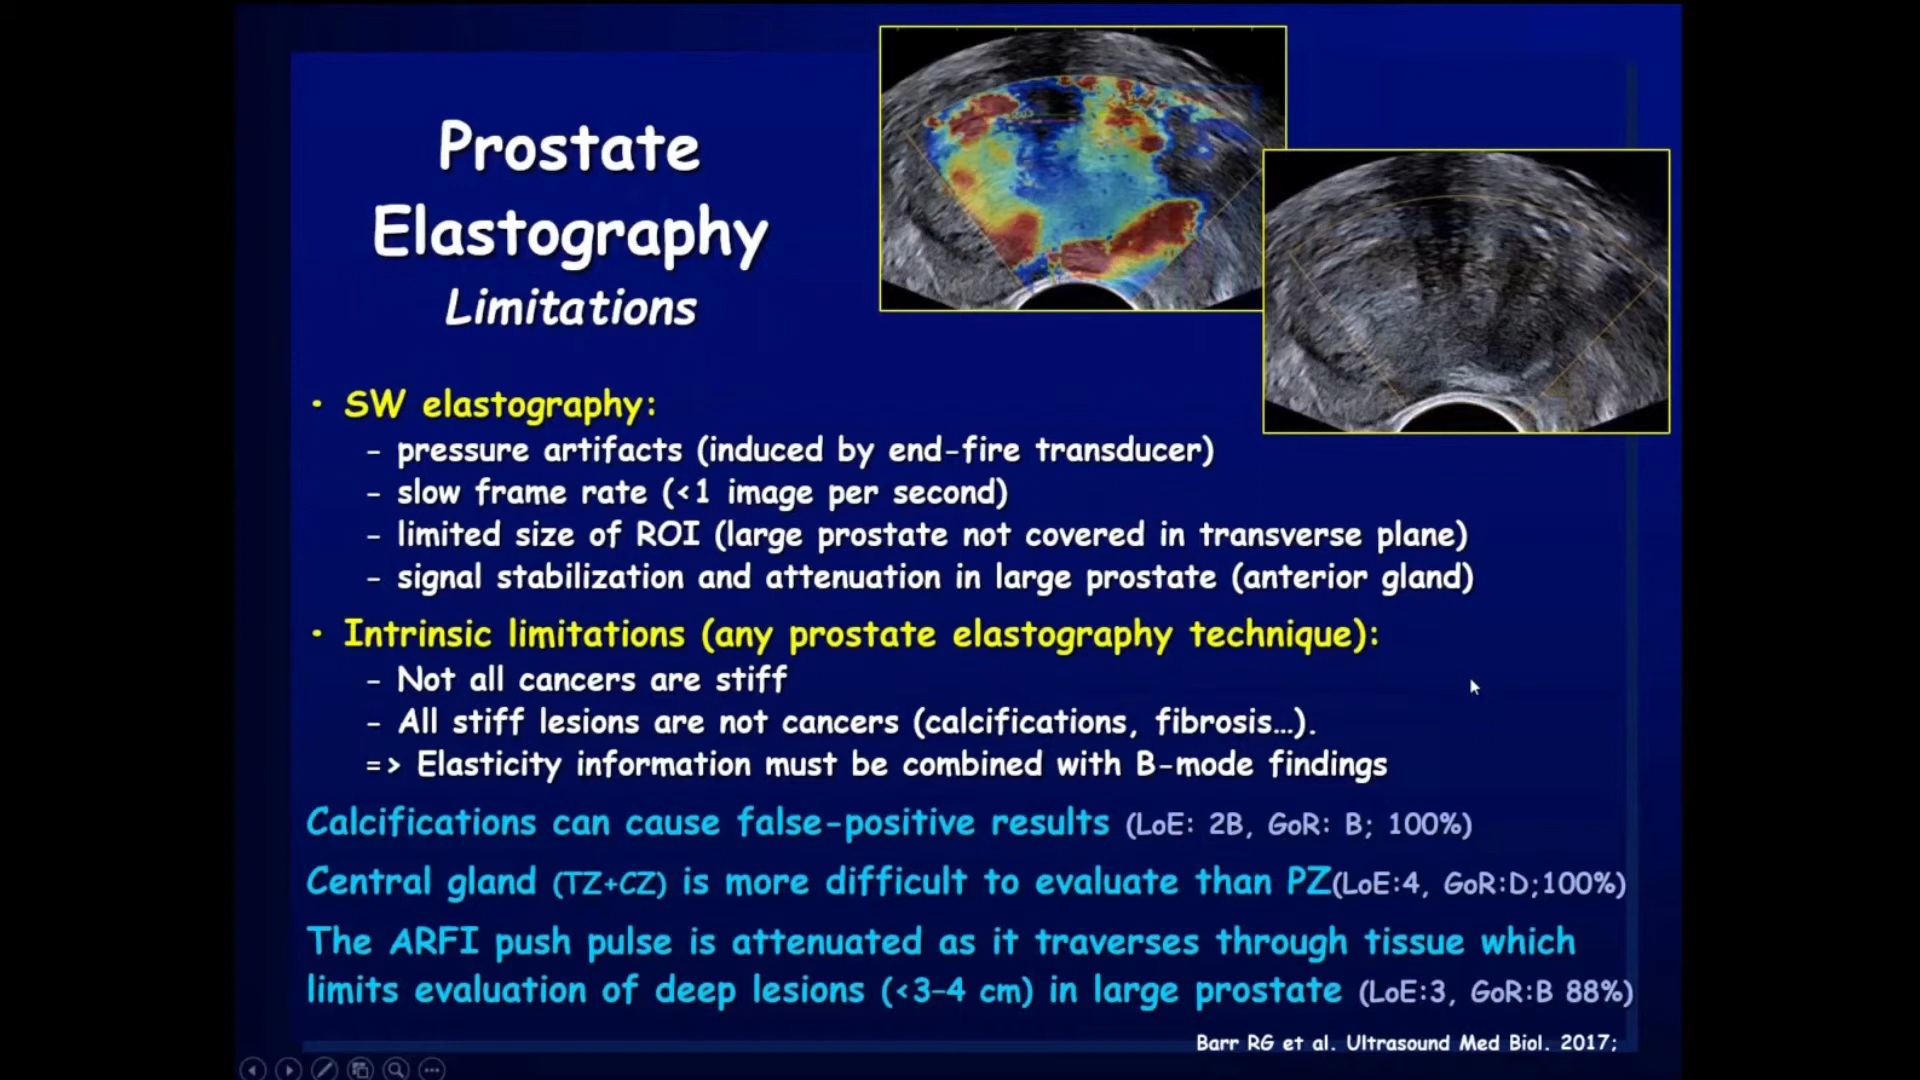 Prostate
Elastography
Limitations
• SW elastography:
– pressure artifacts (induced by end-fire transducer)
– slow frame rate (<1 image per second)
– limited size of ROI (large prostate not covered in transverse plane)
– signal stabilization and attenuation in large prostate (anterior gland)
• Intrinsic limitations (any prostate elastography technique):
– Not all cancers are stiff
– All stiff lesions are not cancers (calcifications, fibrosis…).
=> Elasticity information must be combined with B-mode findings
Calcifications can cause false-positive results (LoE: 2B, GoR: B; 100%)
Central gland (TZ+CZ) is more difficult to evaluate than PZ(LoE:4, GoR:D;100%)
The ARFI push pulse is attenuated as it traverses through tissue which
limits evaluation of deep lesions (<3-4 cm) in large prostate (LoE:3, GoR:B 88%)
Barr RG et al. Ultrasound Med Biol. 2017;